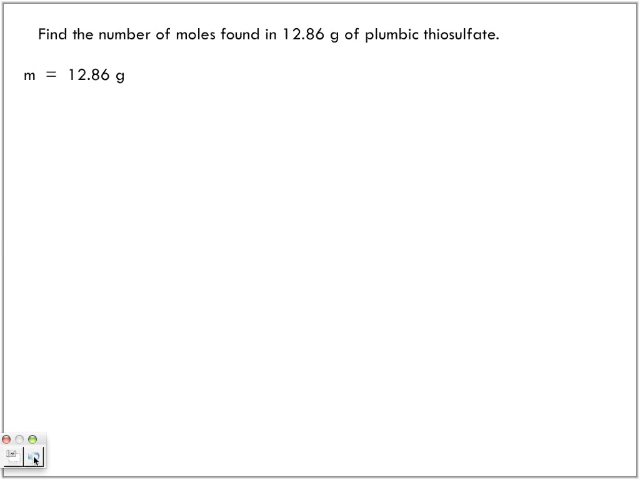 Find the number of moles found in 12.86 g of plumbic thiosulfate.
m = 12.86 g